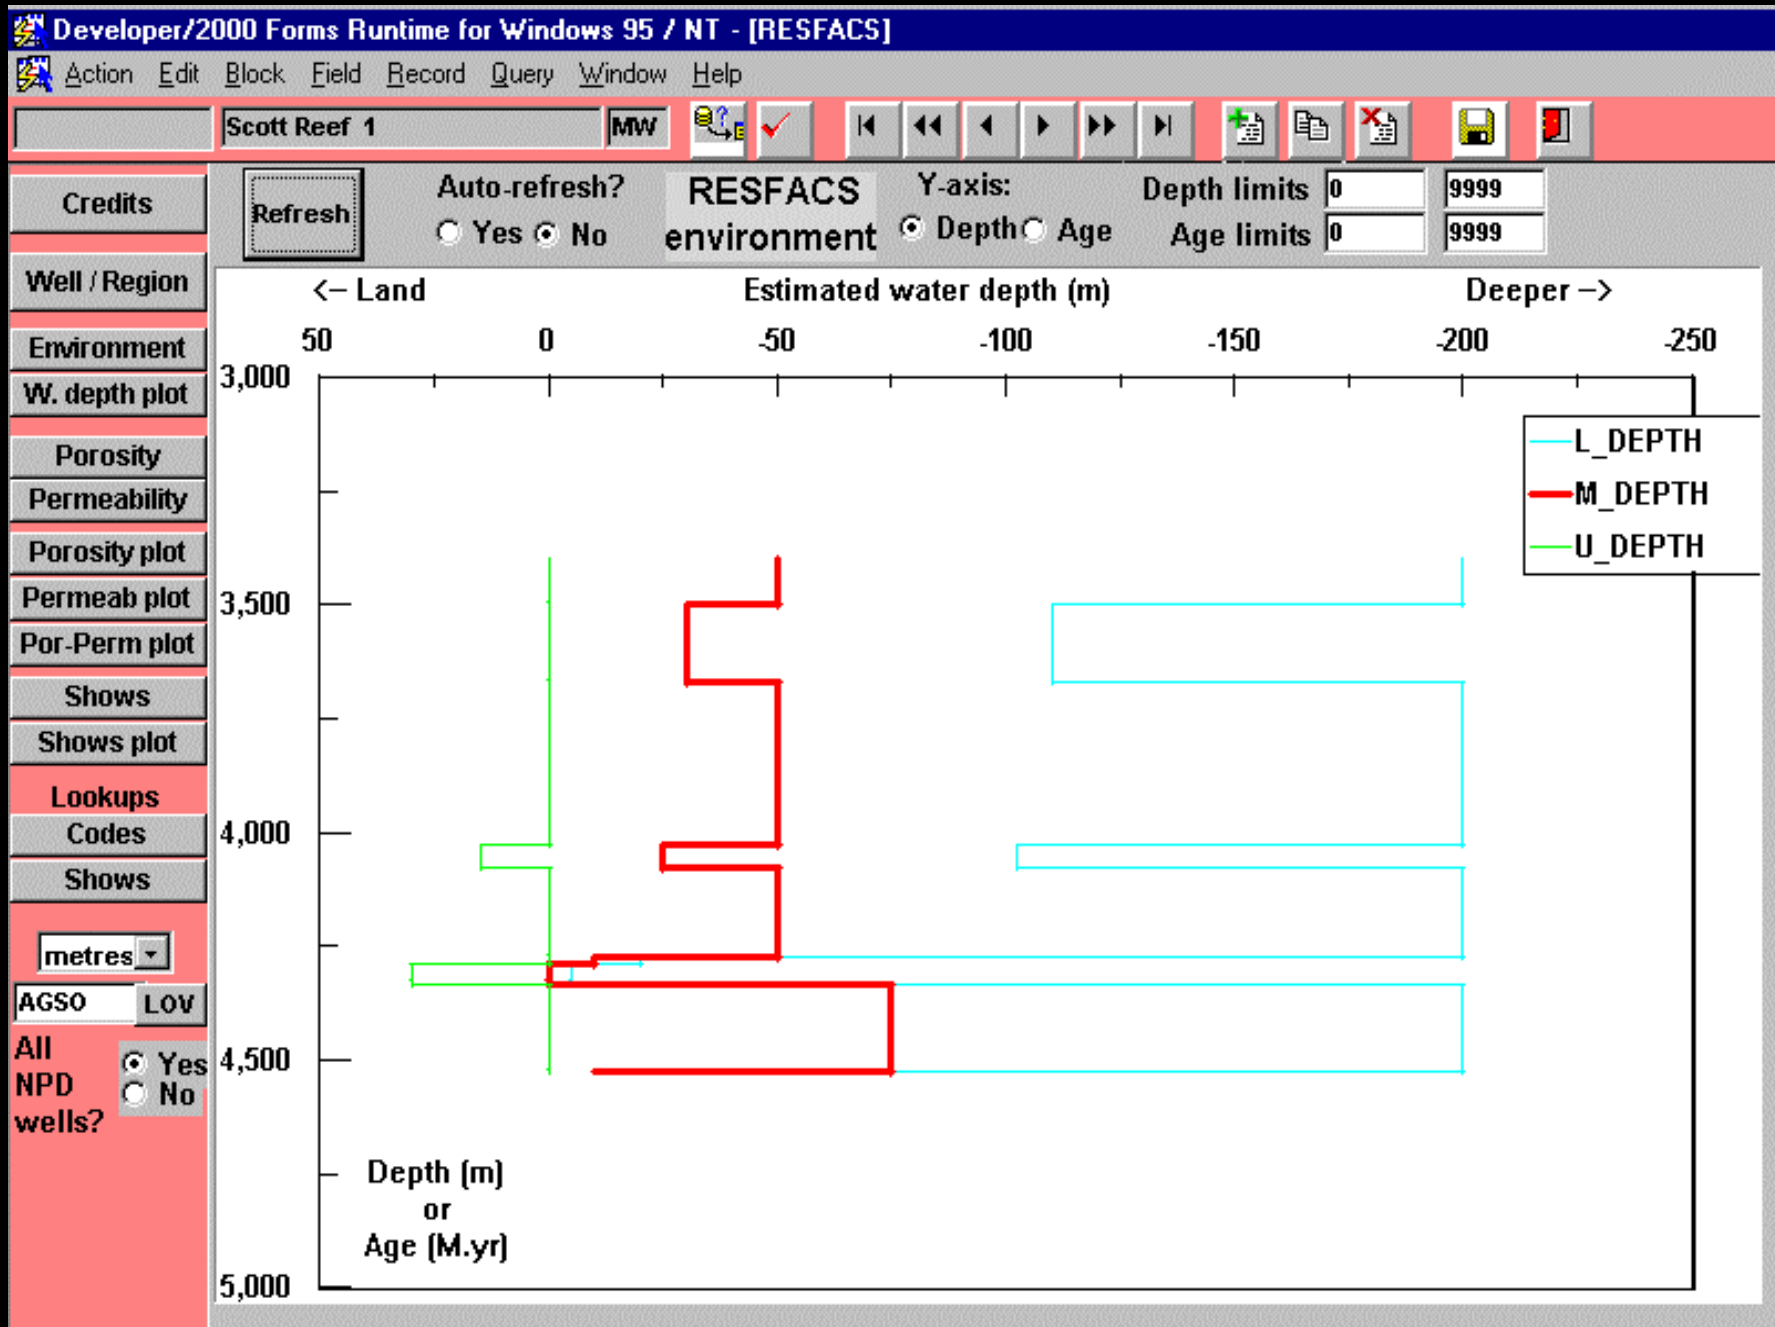 Developer/2000 Forms Runtime for Windows 95 / NT - [RESFACS]
Action Edit Block Field Record Query Window Help
Scott Reef 1 MW
Credits
Well / Region
Environment
W. depth plot
Porosity
Permeability
Porosity plot
Permeab plot
Por-Perm plot
Shows
Shows plot
Lookups
Codes
Shows
metres
AGSO LOV
All NPD wells?
Yes
No
Refresh
Auto-refresh?
Yes No
RESFACS
environment
Y-axis:
Depth Age
Depth limits 0 9999
Age limits 0 9999
<-- Land Estimated water depth (m) Deeper -->
50 0 -50 -100 -150 -200 -250
3,000
3,500
4,000
4,500
5,000
L_DEPTH
M_DEPTH
U_DEPTH
Depth (m)
or
Age (M.yr)